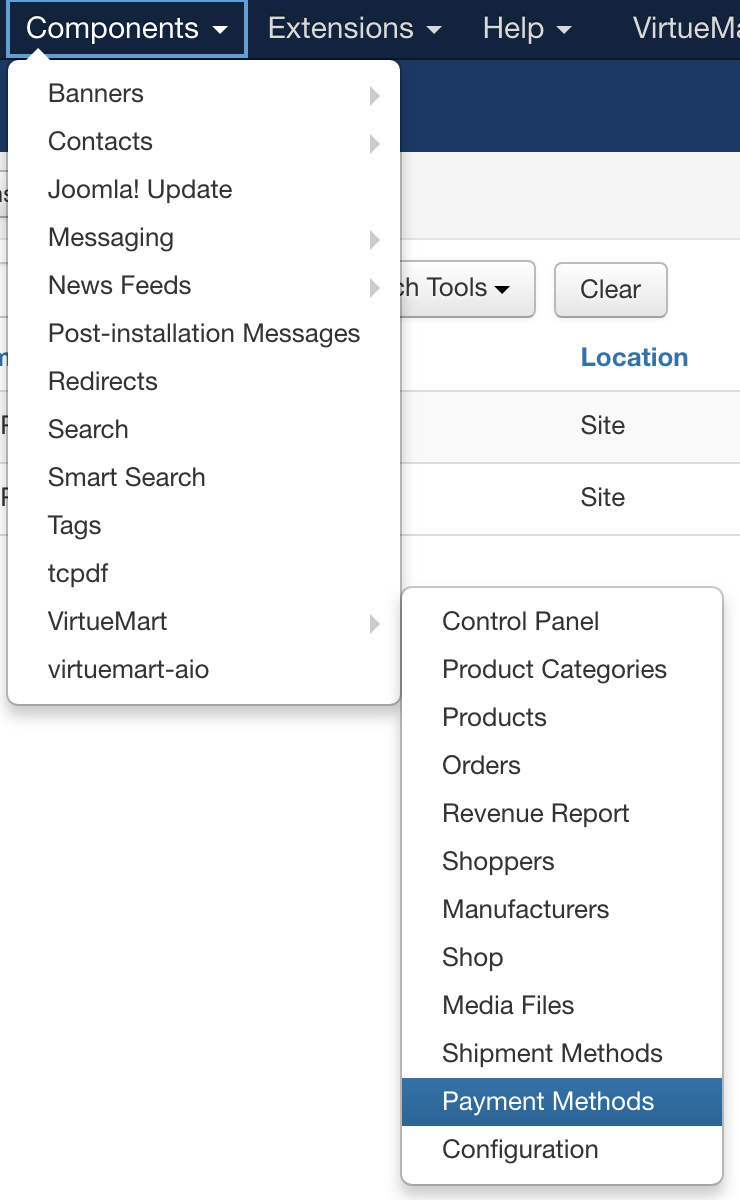 Components Extensions Help
Banners
Contacts
Joomla! Update
Messaging
News Feeds
Post-installation Messages
Redirects
Search
Smart Search
Tags
tcpdf
VirtueMart
virtuemart-aio
Tools Clear
Location
Site
Site
Control Panel
Product Categories
Products
Orders
Revenue Report
Shoppers
Manufacturers
Shop
Media Files
Shipment Methods
Payment Methods
Configuration